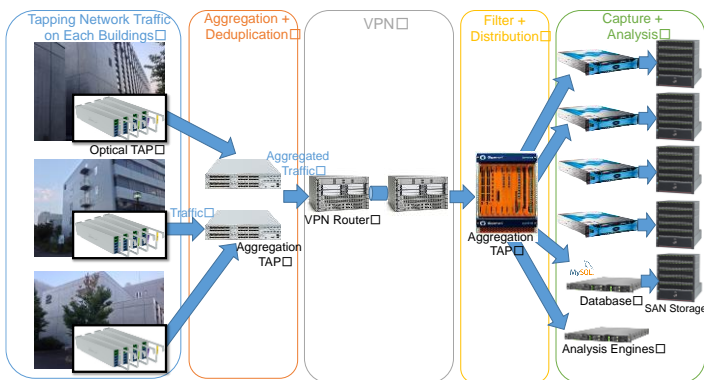 Tapping Network Traffic
on Each Buildings□
Aggregation +
Deduplication□
VPN□
Filter +
Distribution□
Capture +
Analysis□
Optical TAP□
Traffic□
Aggregated
Traffic□
Aggregation
TAP□
VPN Router□
Aggregation
TAP□
MySQL
Database□
SAN Storage□
Analysis Engines□